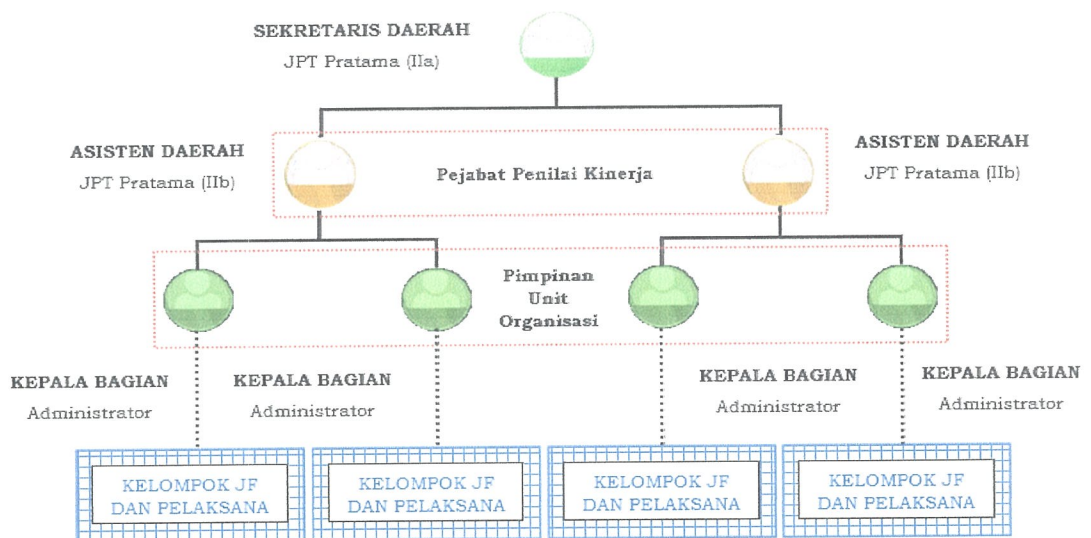 SEKRETARIS DAERAH
JPT Pratama (IIa)
ASISTEN DAERAH
JPT Pratama (IIb)
Pejabat Penilai Kinerja
ASISTEN DAERAH
JPT Pratama (IIb)
Pimpinan
Unit
Organisasi
KEPALA BAGIAN
Administrator
KEPALA BAGIAN
Administrator
KEPALA BAGIAN
Administrator
KEPALA BAGIAN
Administrator
KELOMPOK JF
DAN PELAKSANA
KELOMPOK JF
DAN PELAKSANA
KELOMPOK JF
DAN PELAKSANA
KELOMPOK JF
DAN PELAKSANA